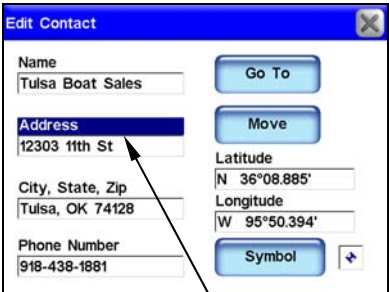 Edit Contact
Name
Tulsa Boat Sales
Address
12303 11th St
City, State, Zip
Tulsa, OK 74128
Phone Number
918-438-1881
Go To
Move
Latitude
N 36°08.885'
Longitude
W 95°50.394'
Symbol